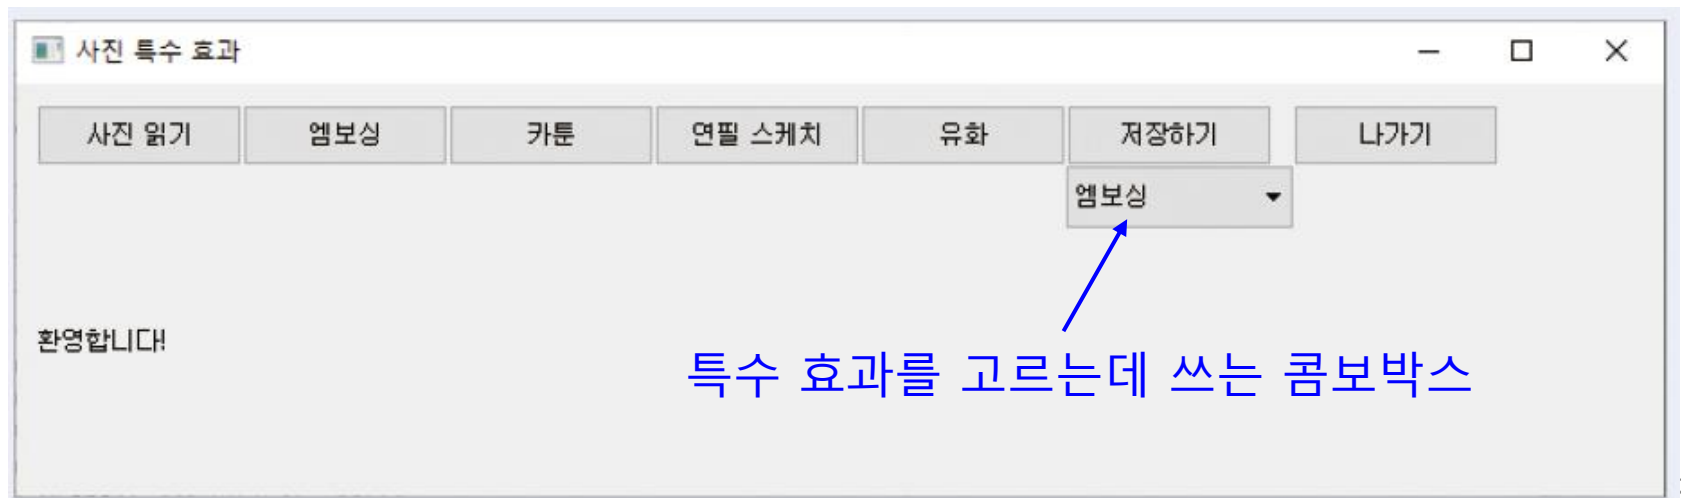 사진 특수 효과
사진 읽기 엠보싱 카툰 연필 스케치 유화 저장하기 나가기
엠보싱
환영합니다!
특수 효과를 고르는데 쓰는 콤보박스